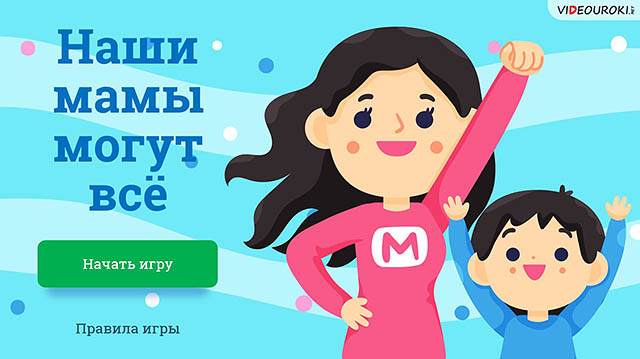 VIDEOUROKI
Наши
мамы
могут
всё
М
Начать игру
Правила игры